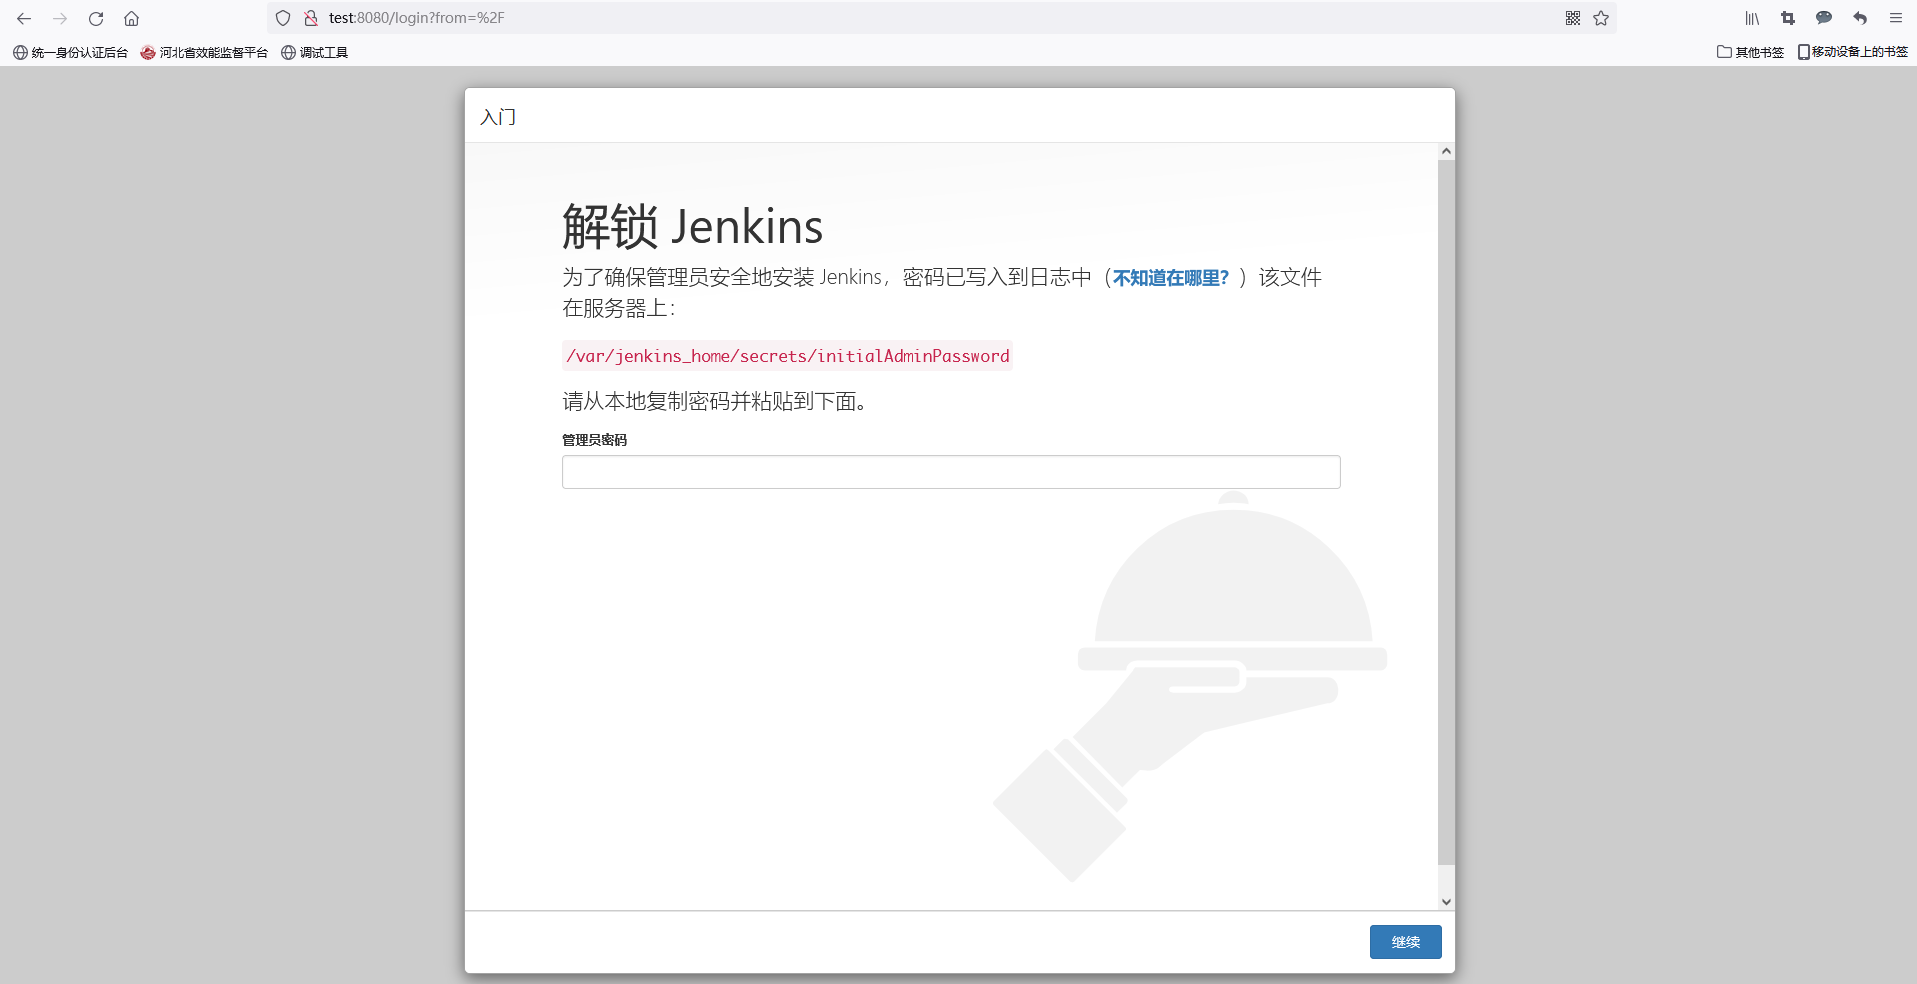 test:8080/login?from=%2F
统一身份认证后台 河北省效能监督平台 调试工具 其他书签 移动设备上的书签
入门
解锁 Jenkins
为了确保管理员安全地安装 Jenkins，密码已写入到日志中（不知道在哪里？）该文件
在服务器上：
/var/jenkins_home/secrets/initialAdminPassword
请从本地复制密码并粘贴到下面。
管理员密码
继续